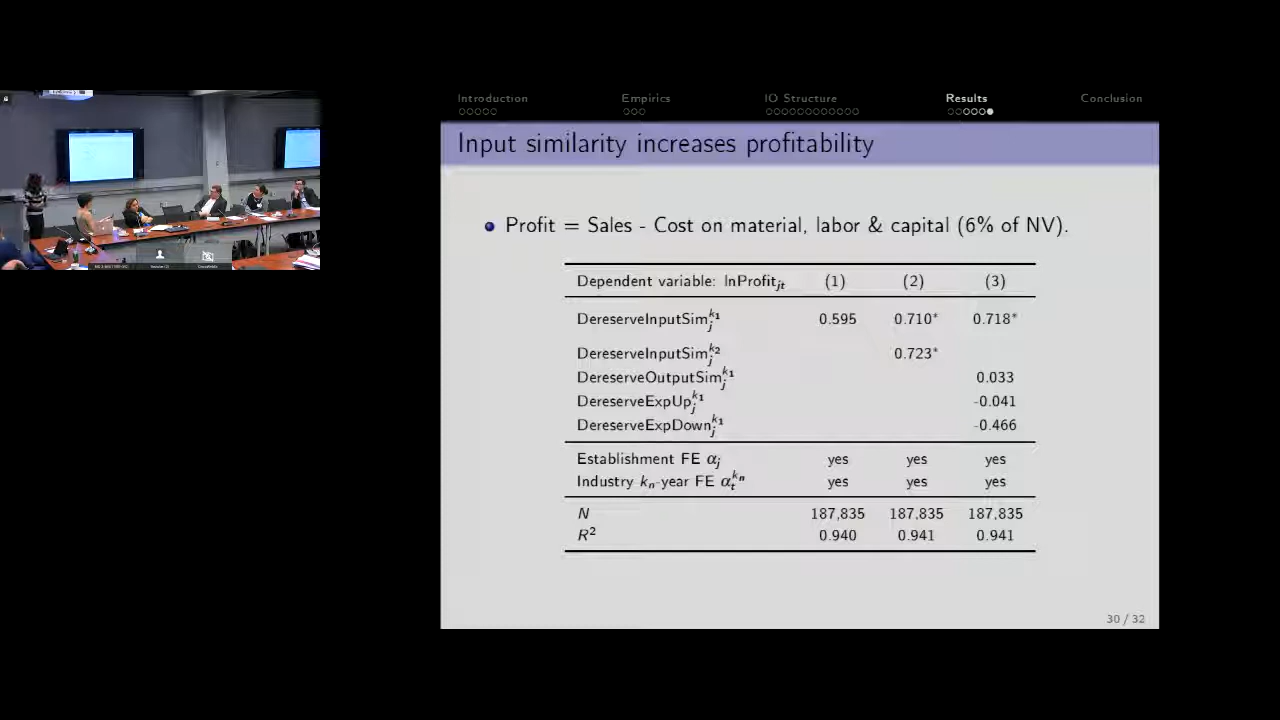 Introduction Empirics IO Structure Results Conclusion
Input similarity increases profitability
Profit = Sales - Cost on material, labor & capital (6% of NV).
Dependent variable: lnProfit_jt (1) (2) (3)
DereserveInputSim_j^k1 0.595 0.710* 0.718*
DereserveInputSim_j^k2 0.723*
DereserveOutputSim_j^k1 0.033
DereserveExpUp_j^k1 -0.041
DereserveExpDown_j^k1 -0.466
Establishment FE α_j yes yes yes
Industry k_n-year FE α_t^kn yes yes yes
N 187,835 187,835 187,835
R² 0.940 0.941 0.941
30 / 32